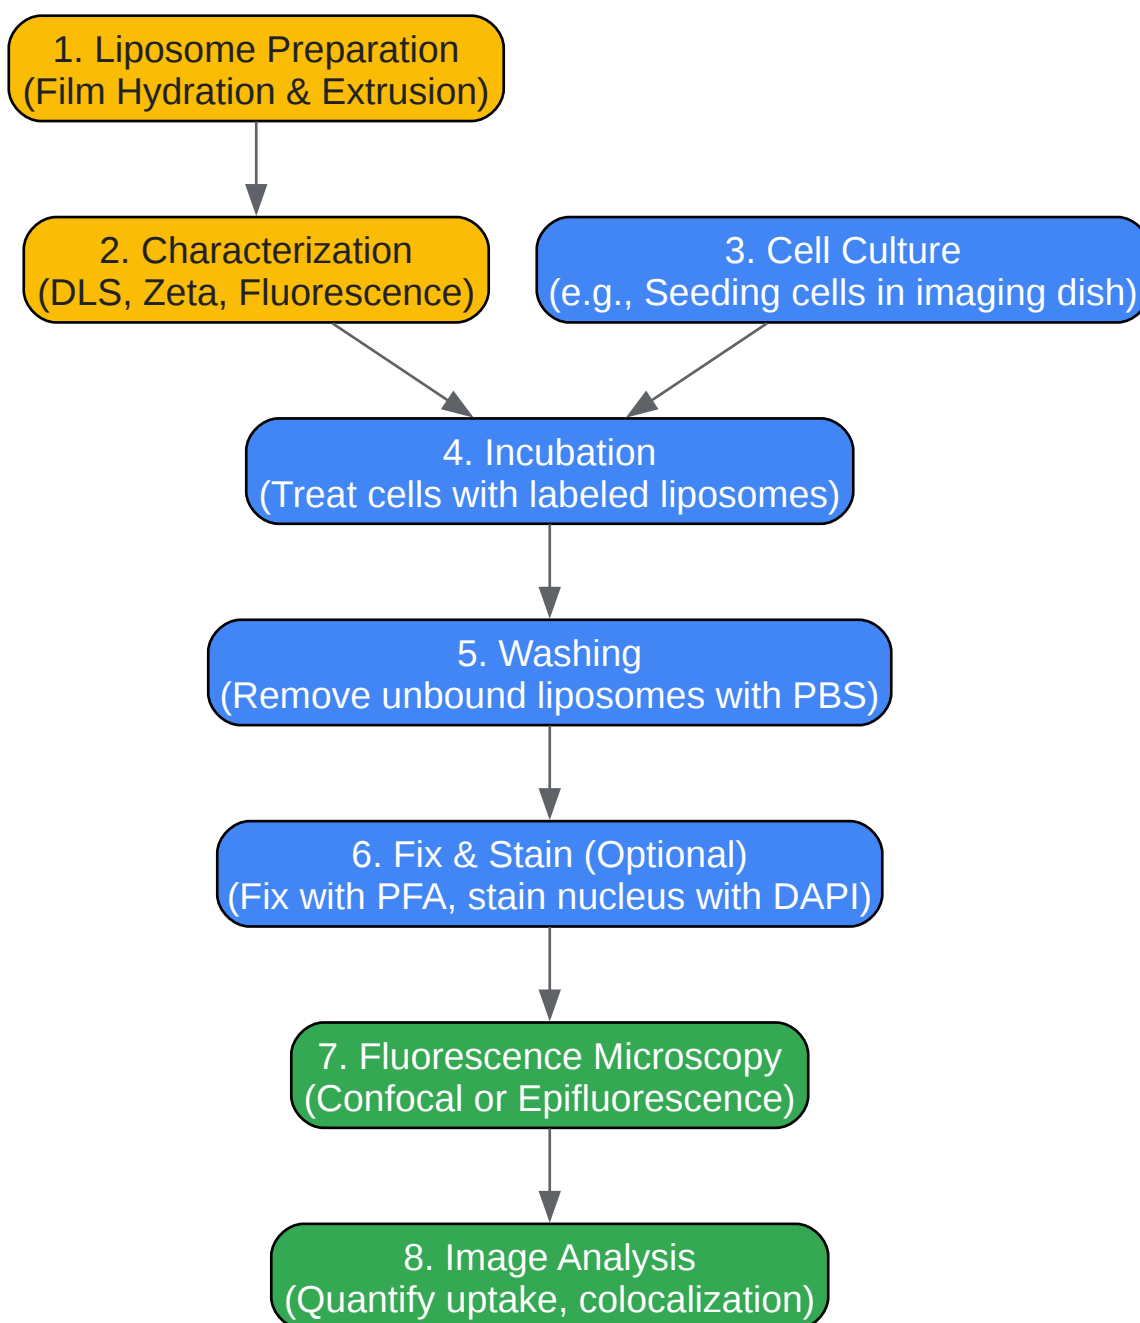 1. Liposome Preparation
(Film Hydration & Extrusion)
2. Characterization
(DLS, Zeta, Fluorescence)
3. Cell Culture
(e.g., Seeding cells in imaging dish)
4. Incubation
(Treat cells with labeled liposomes)
5. Washing
(Remove unbound liposomes with PBS)
6. Fix & Stain (Optional)
(Fix with PFA, stain nucleus with DAPI)
7. Fluorescence Microscopy
(Confocal or Epifluorescence)
8. Image Analysis
(Quantify uptake, colocalization)